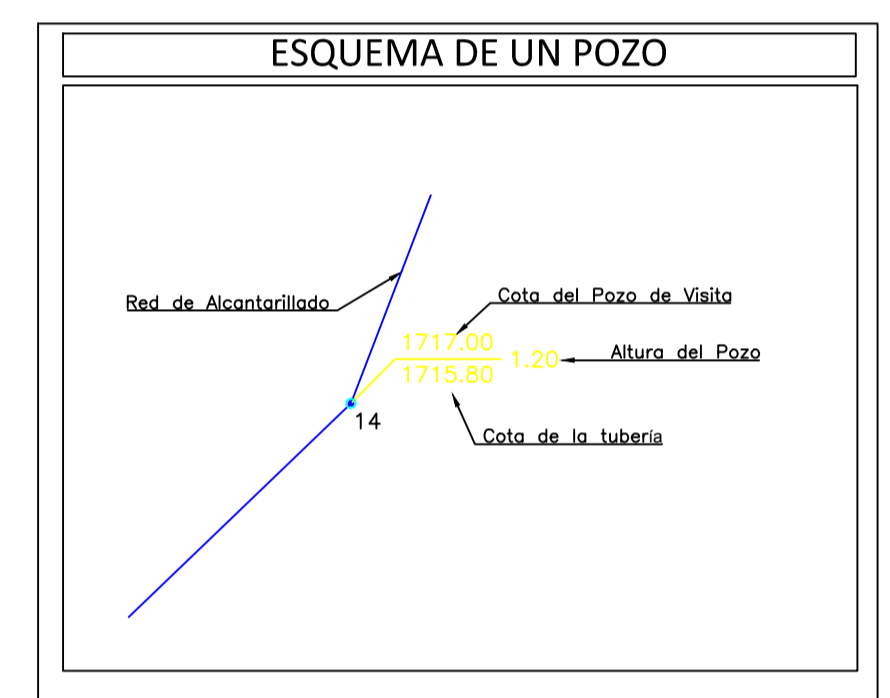 ESQUEMA DE UN POZO
Red de Alcantarillado
Cota del Pozo de Visita
1717.00
1715.80
1.20
Altura del Pozo
14
Cota de la tubería